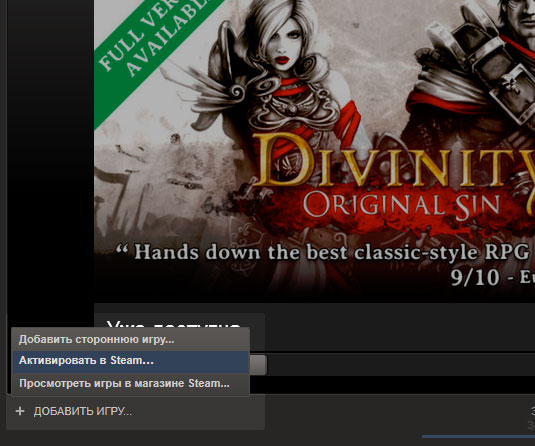 FULL VER
AVAILABLE
DIVINITY
ORIGINAL SIN
“ Hands down the best classic-style RPG
9/10 - Eu
Уже доступно
Добавить стороннюю игру...
Активировать в Steam...
Просмотреть игры в магазине Steam...
+ ДОБАВИТЬ ИГРУ...